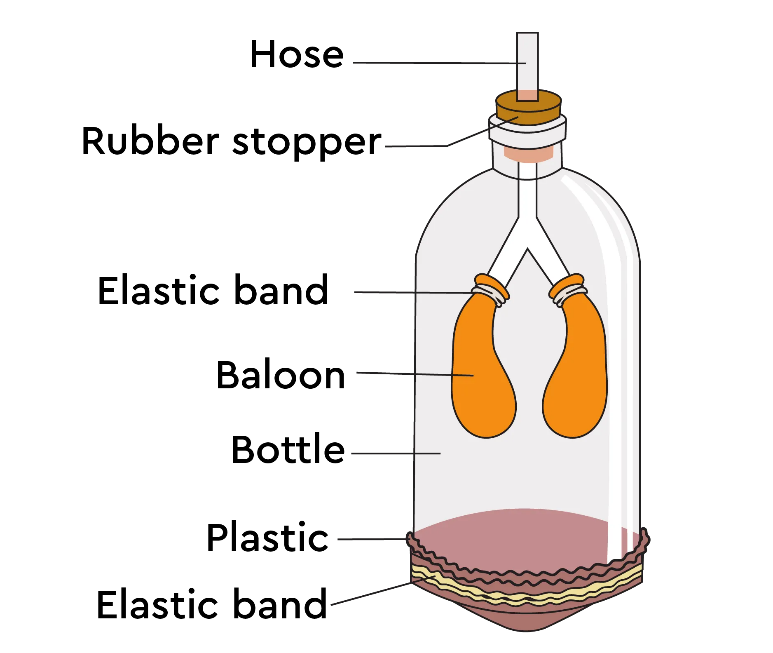 Hose
Rubber stopper
Elastic band
Baloon
Bottle
Plastic
Elastic band